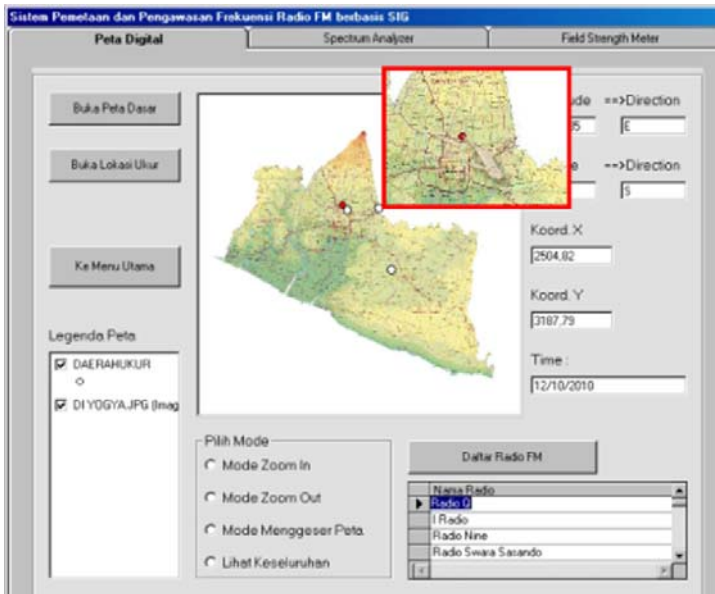 Sistem Pemetaan dan Pengawasan Frekuensi Radio FM berbasis SIG
Peta Digital
Spectrum Analyzer
Field Strength Meter
Buka Peta Dasar
Buka Lokasi Ukur
Ke Menu Utama
==>Direction
E
==>Direction
S
Koord. X
2504,82
Koord. Y
3187,79
Time :
12/10/2010
Legenda Peta
DAERAHUKUR
DI YOGYA.JPG (Imag
Pilih Mode
Mode Zoom In
Mode Zoom Out
Mode Menggeser Peta
Lihat Keseluruhan
Daftar Radio FM
Nama Radio
Radio Q
I Radio
Radio Nine
Radio Swara Sasando